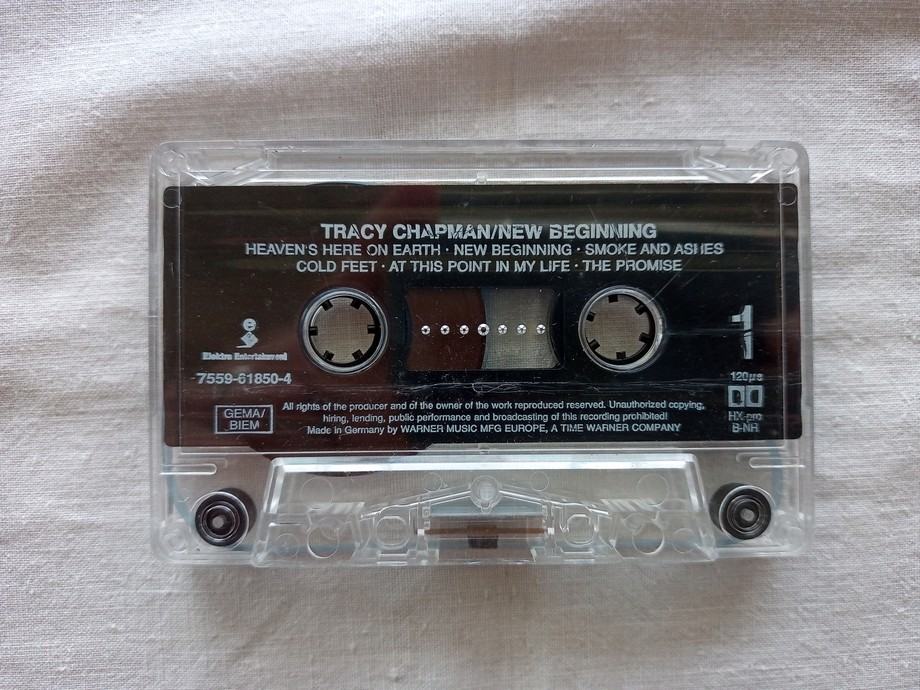 TRACY CHAPMAN/NEW BEGINNING
HEAVEN'S HERE ON EARTH · NEW BEGINNING · SMOKE AND ASHES
COLD FEET · AT THIS POINT IN MY LIFE · THE PROMISE
e
Elektra Entertainment
7559-61850-4
1
120µs
HX-pro
B-NR
GEMA/
BIEM
All rights of the producer and of the owner of the work reproduced reserved. Unauthorized copying,
hiring, lending, public performance and broadcasting of this recording prohibited!
Made in Germany by WARNER MUSIC MFG EUROPE, A TIME WARNER COMPANY